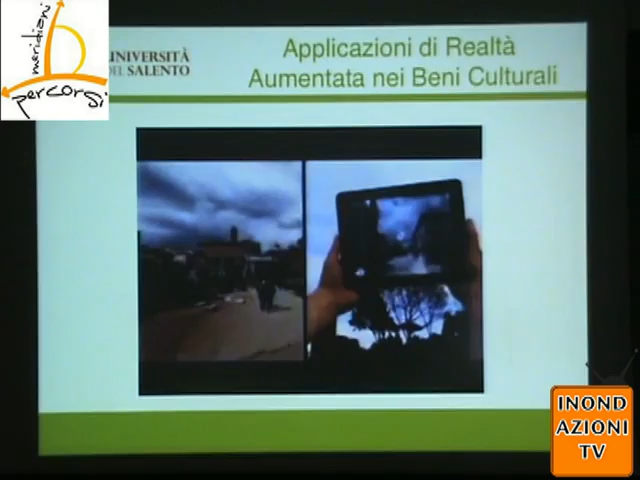 meridiani
percorsi
UNIVERSITÀ
DEL SALENTO
Applicazioni di Realtà
Aumentata nei Beni Culturali
INOND
AZIONI
TV